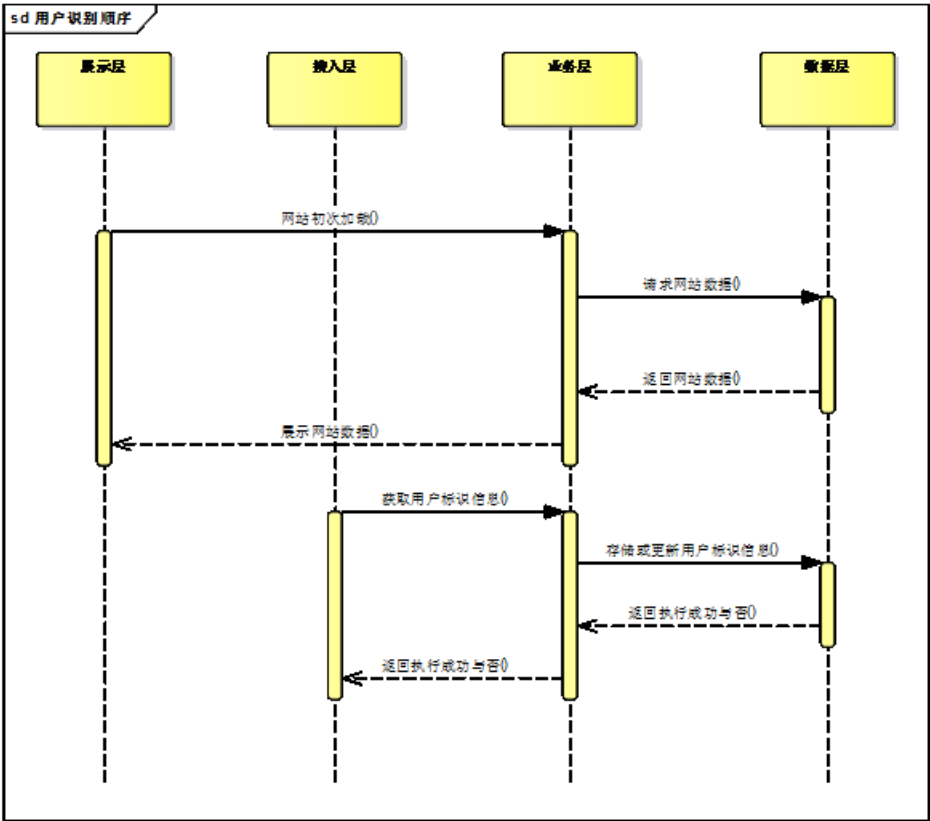 sd 用户识别顺序
展示层
接入层
业务层
数据层
网站初次加载()
请求网站数据()
返回网站数据()
展示网站数据()
获取用户标识信息()
存储或更新用户标识信息()
返回执行成功与否()
返回执行成功与否()